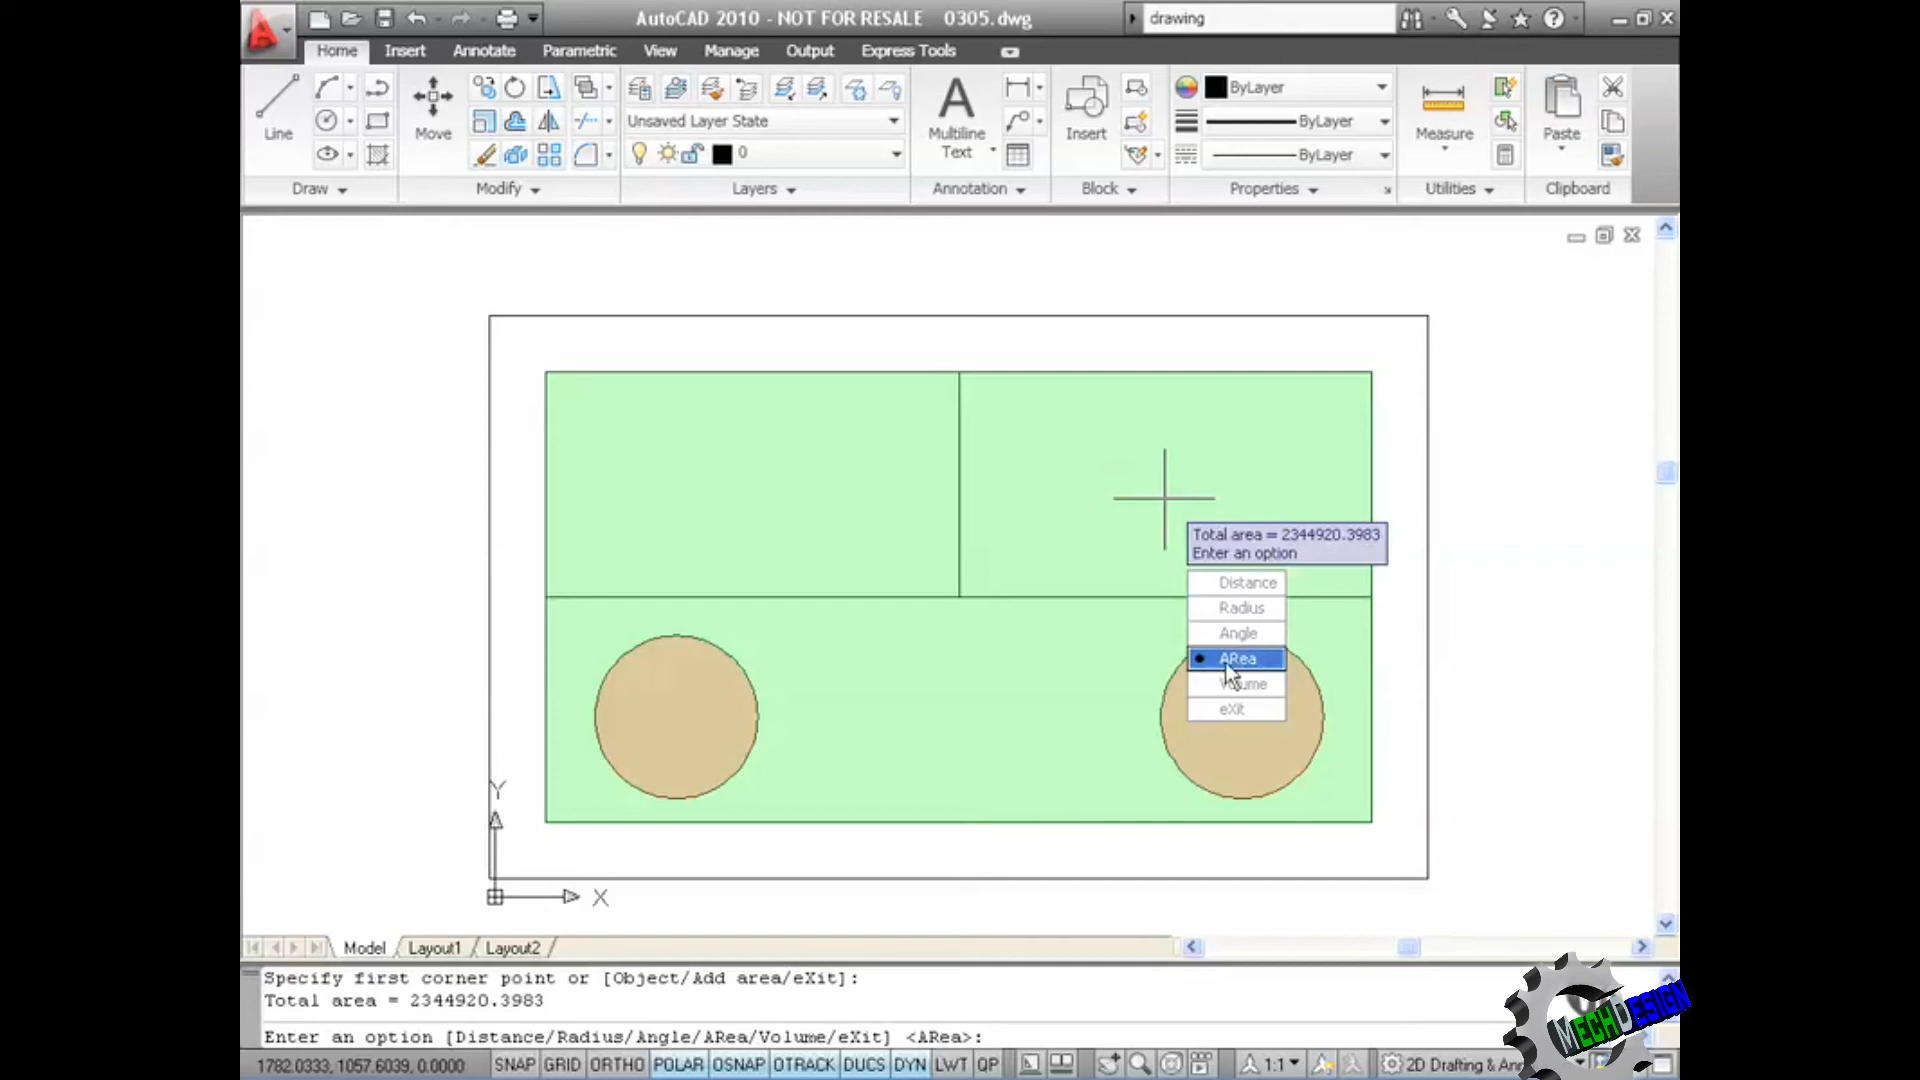 AutoCAD 2010 - NOT FOR RESALE 0305.dwg
drawing
Home Insert Annotate Parametric View Manage Output Express Tools
Line
Move
Unsaved Layer State
0
Multiline
Text
Insert
ByLayer
ByLayer
ByLayer
Measure
Paste
Draw Modify Layers Annotation Block Properties Utilities Clipboard
Total area = 2344920.3983
Enter an option
Distance
Radius
Angle
ARea
Volume
eXit
Y
X
Model Layout1 Layout2
Specify first corner point or [Object/Add area/eXit]:
Total area = 2344920.3983
Enter an option [Distance/Radius/Angle/ARea/Volume/eXit] <ARea>:
1782.0333, 1057.6039, 0.0000 SNAP GRID ORTHO POLAR OSNAP OTRACK DUCS DYN LWT QP 1:1 2D Drafting &
MECHDESIGN